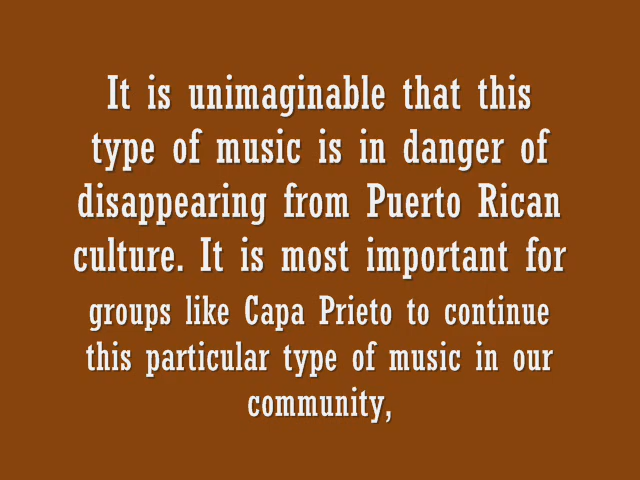 It is unimaginable that this
type of music is in danger of
disappearing from Puerto Rican
culture. It is most important for
groups like Capa Prieto to continue
this particular type of music in our
community,